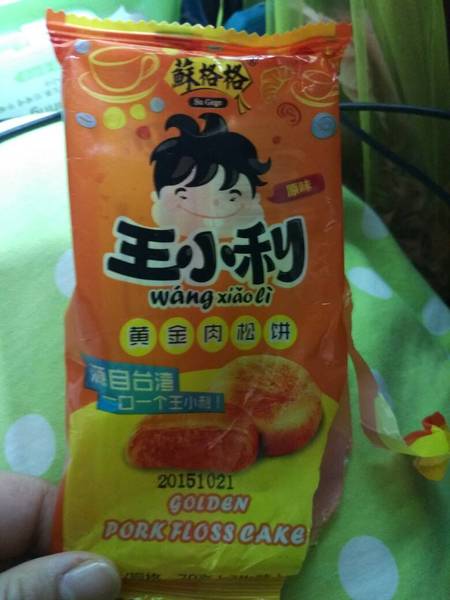 蘇格格
Su Gege
原味
王小利
wáng xiǎo lì
黄金肉松饼
源自台湾
一口一个王小利!
20151021
GOLDEN
PORK FLOSS CAKE